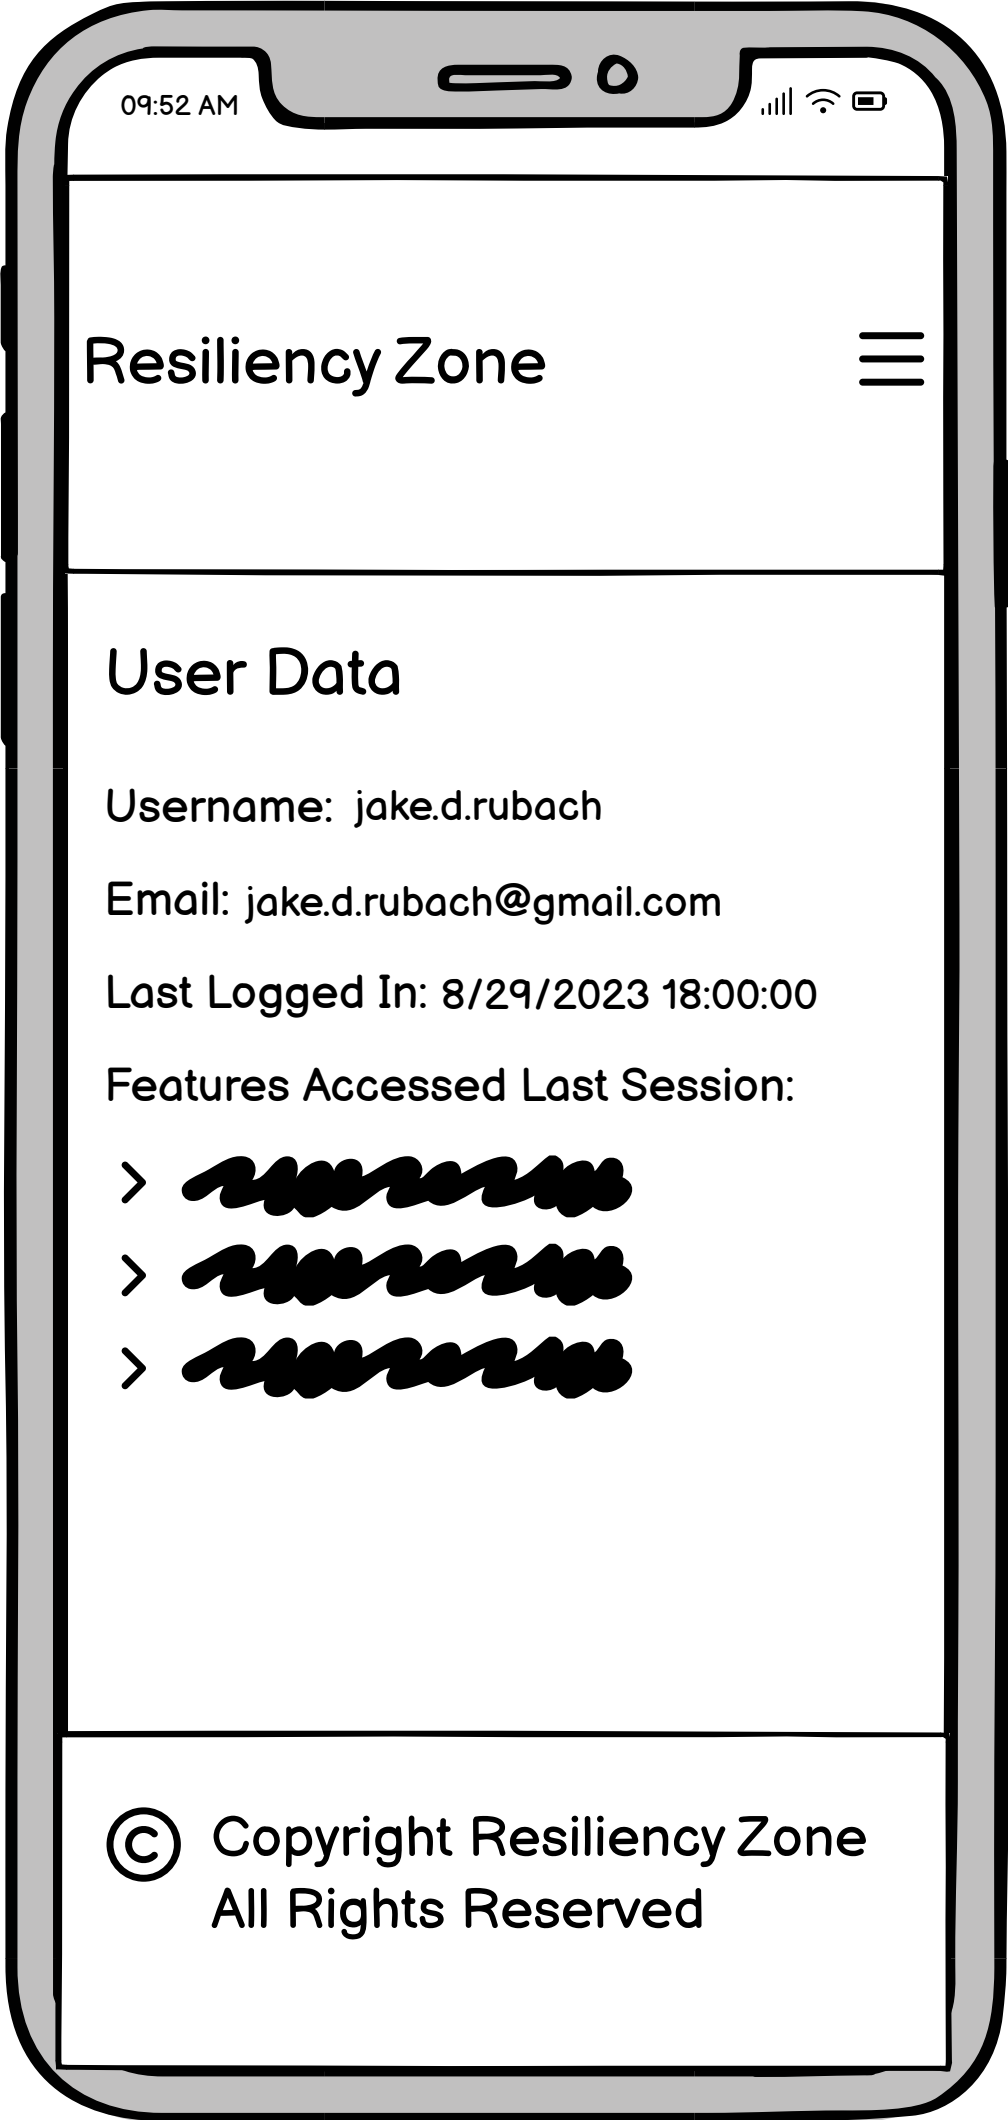 09:52 AM
Resiliency Zone
User Data
Username: jake.d.rubach
Email: jake.d.rubach@gmail.com
Last Logged In: 8/29/2023 18:00:00
Features Accessed Last Session:
© Copyright Resiliency Zone
All Rights Reserved